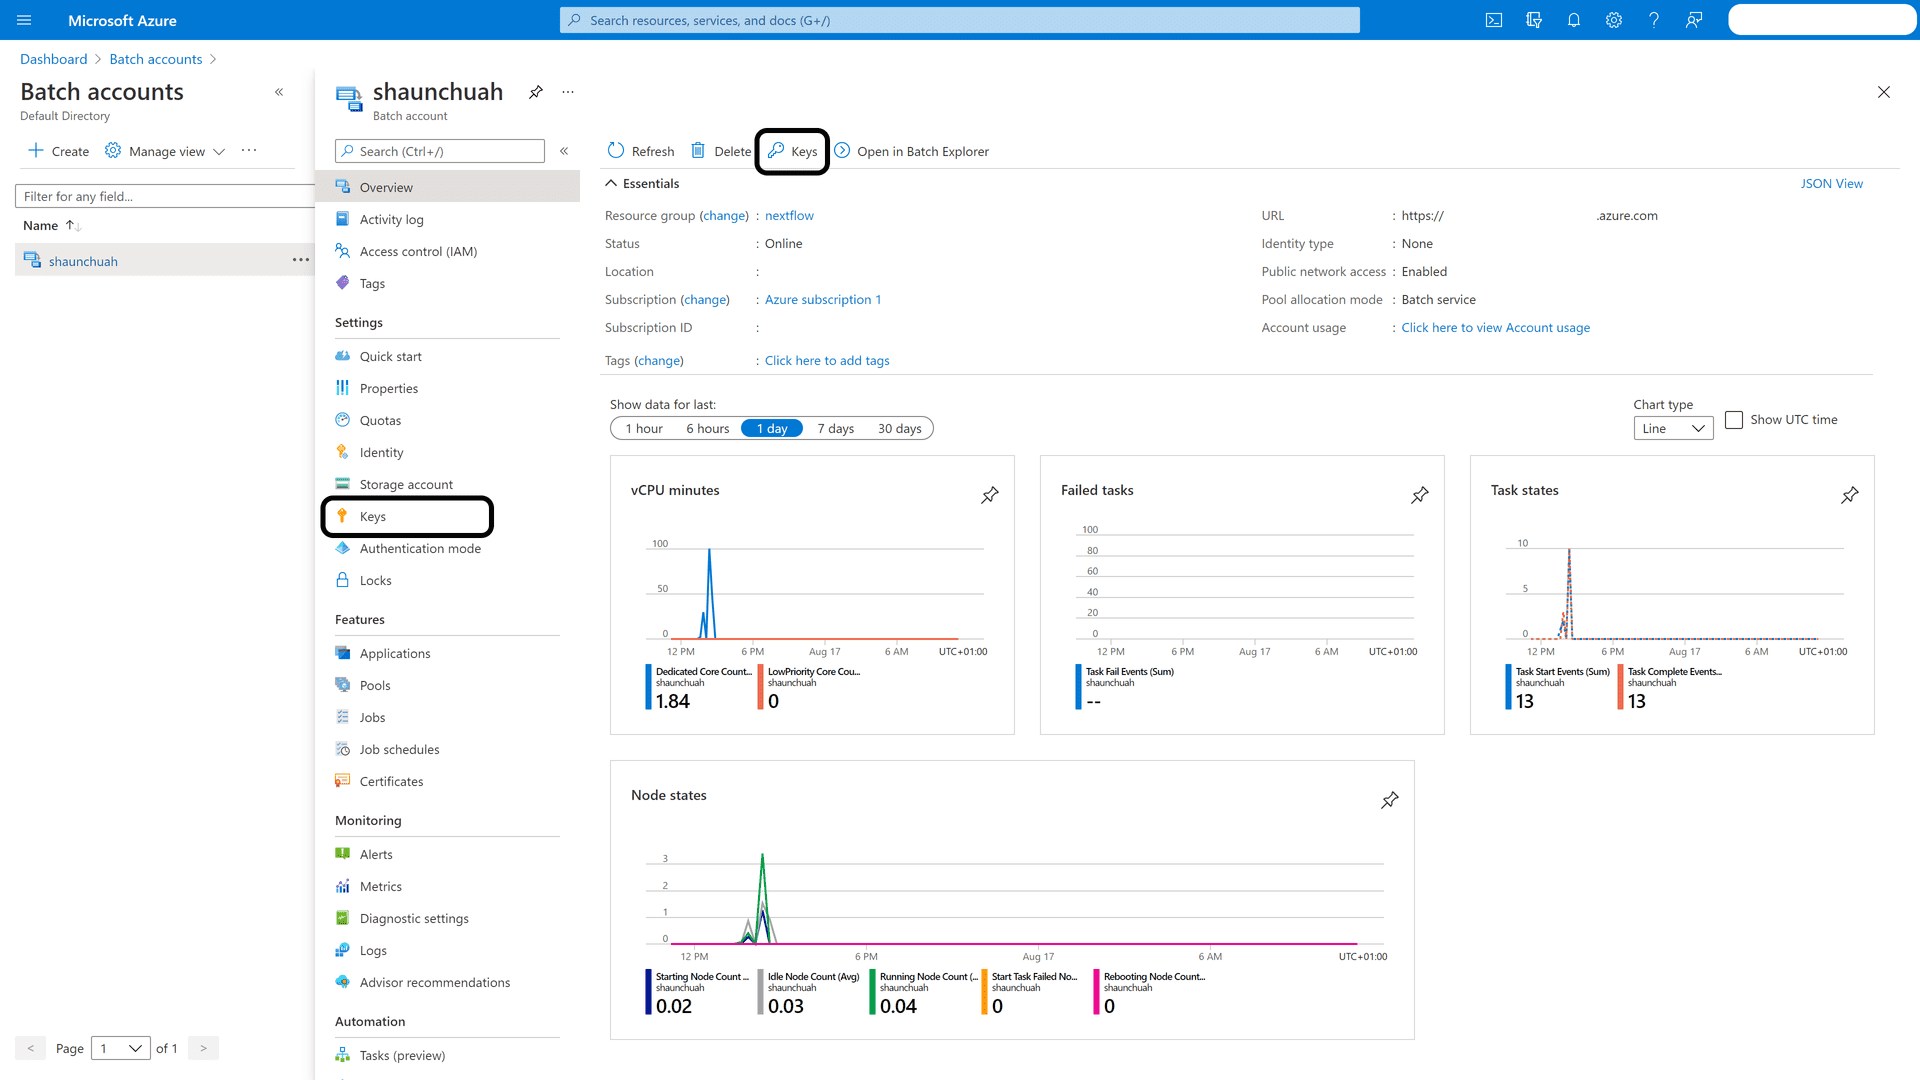 Microsoft Azure
Search resources, services, and docs (G+/)
Dashboard > Batch accounts >
Batch accounts
Default Directory
Create
Manage view
Filter for any field...
Name
shaunchuah
< Page 1 of 1 >
shaunchuah
Batch account
Search (Ctrl+/)
Overview
Activity log
Access control (IAM)
Tags
Settings
Quick start
Properties
Quotas
Identity
Storage account
Keys
Authentication mode
Locks
Features
Applications
Pools
Jobs
Job schedules
Certificates
Monitoring
Alerts
Metrics
Diagnostic settings
Logs
Advisor recommendations
Automation
Tasks (preview)
Refresh Delete Keys Open in Batch Explorer
Essentials
JSON View
Resource group (change) : nextflow
Status : Online
Location :
Subscription (change) : Azure subscription 1
Subscription ID :
Tags (change) : Click here to add tags
URL : https:// .azure.com
Identity type : None
Public network access : Enabled
Pool allocation mode : Batch service
Account usage : Click here to view Account usage
Show data for last:
1 hour 6 hours 1 day 7 days 30 days
Chart type
Line
Show UTC time
vCPU minutes
100
50
0
12 PM 6 PM Aug 17 6 AM UTC+01:00
Dedicated Core Count...
shaunchuah
1.84
LowPriority Core Cou...
shaunchuah
0
Failed tasks
100
80
60
40
20
0
12 PM 6 PM Aug 17 6 AM UTC+01:00
Task Fail Events (Sum)
shaunchuah
--
Task states
10
5
0
12 PM 6 PM Aug 17 6 AM UTC+01:00
Task Start Events (Sum)
shaunchuah
13
Task Complete Events...
shaunchuah
13
Node states
3
2
1
0
12 PM 6 PM Aug 17 6 AM UTC+01:00
Starting Node Count ...
shaunchuah
0.02
Idle Node Count (Avg)
shaunchuah
0.03
Running Node Count (...
shaunchuah
0.04
Start Task Failed No...
shaunchuah
0
Rebooting Node Count...
shaunchuah
0